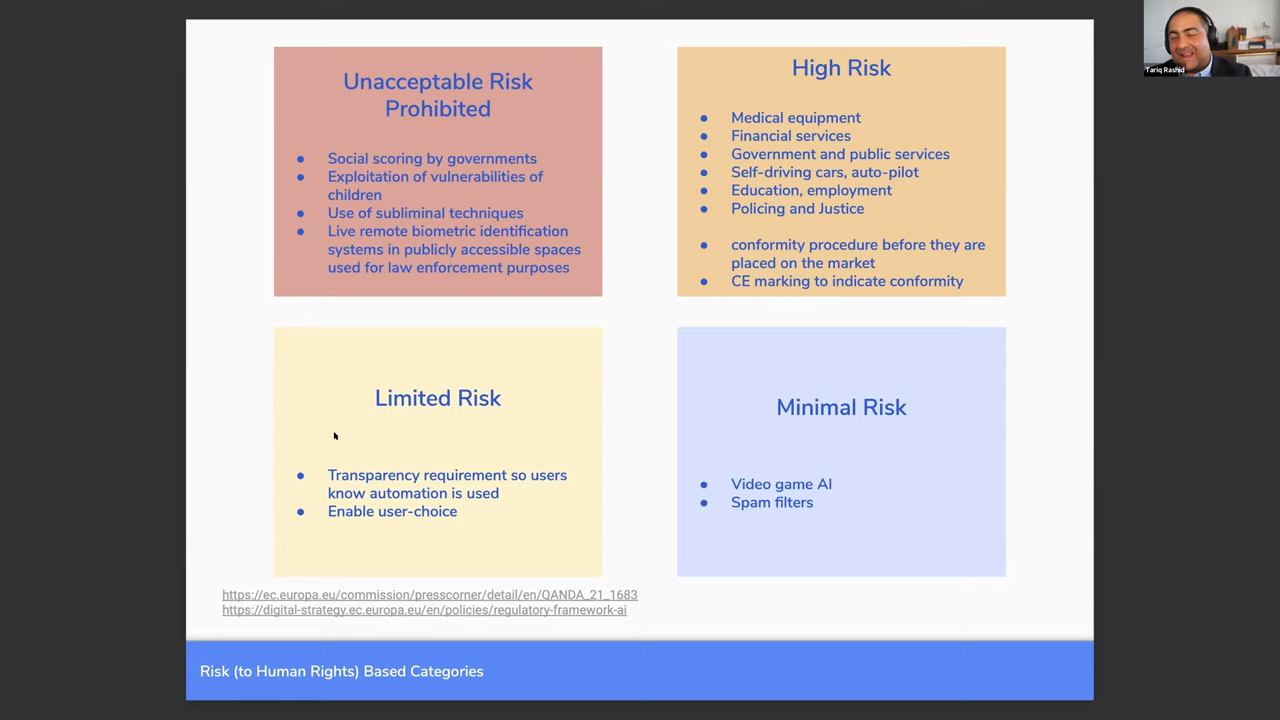 Unacceptable Risk
Prohibited
● Social scoring by governments
● Exploitation of vulnerabilities of
children
● Use of subliminal techniques
● Live remote biometric identification
systems in publicly accessible spaces
used for law enforcement purposes
High Risk
● Medical equipment
● Financial services
● Government and public services
● Self-driving cars, auto-pilot
● Education, employment
● Policing and Justice
● conformity procedure before they are
placed on the market
● CE marking to indicate conformity
Limited Risk
● Transparency requirement so users
know automation is used
● Enable user-choice
Minimal Risk
● Video game AI
● Spam filters
https://ec.europa.eu/commission/presscorner/detail/en/QANDA_21_1683
https://digital-strategy.ec.europa.eu/en/policies/regulatory-framework-ai
Risk (to Human Rights) Based Categories
Tariq Rashid